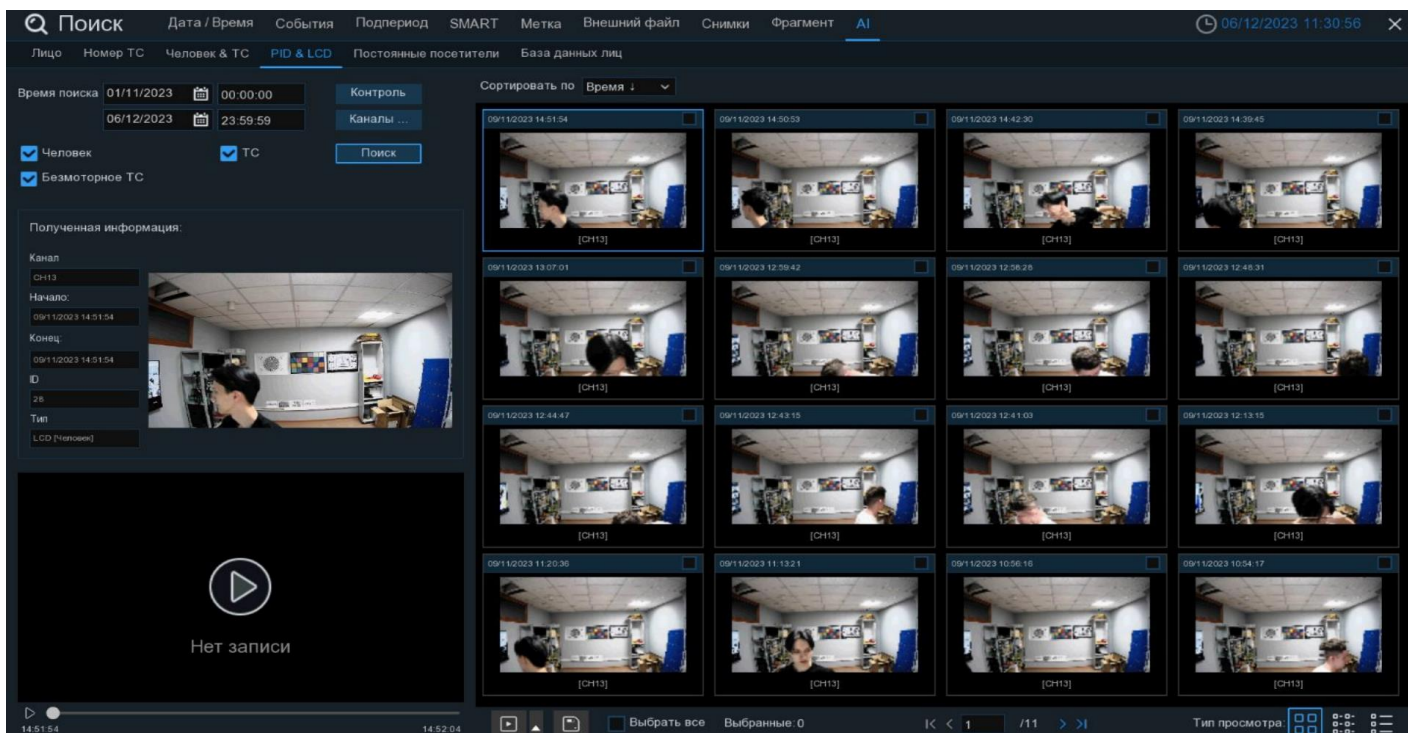 Поиск Дата / Время События Подпериод SMART Метка Внешний файл Снимки Фрагмент AI 06/12/2023 11:30:56
Лицо Номер ТС Человек & ТС PID & LCD Постоянные посетители База данных лиц
Время поиска 01/11/2023 00:00:00 Контроль
06/12/2023 23:59:59 Каналы ...
Человек ТС Поиск
Безмоторное ТС
Полученная информация:
Канал
CH13
Начало:
09/11/2023 14:51:54
Конец:
09/11/2023 14:51:54
ID
28
Тип
LCD [Человек]
Нет записи
14:51:54 14:52:04
Сортировать по Время ↓
09/11/2023 14:51:54 09/11/2023 14:50:53 09/11/2023 14:42:30 09/11/2023 14:39:45
[CH13] [CH13] [CH13] [CH13]
09/11/2023 13:07:01 09/11/2023 12:59:42 09/11/2023 12:58:28 09/11/2023 12:48:31
[CH13] [CH13] [CH13] [CH13]
09/11/2023 12:44:47 09/11/2023 12:43:15 09/11/2023 12:41:03 09/11/2023 12:13:15
[CH13] [CH13] [CH13] [CH13]
09/11/2023 11:20:36 09/11/2023 11:13:21 09/11/2023 10:56:16 09/11/2023 10:54:17
[CH13] [CH13] [CH13] [CH13]
Выбрать все Выбранные: 0 1 /11 Тип просмотра: